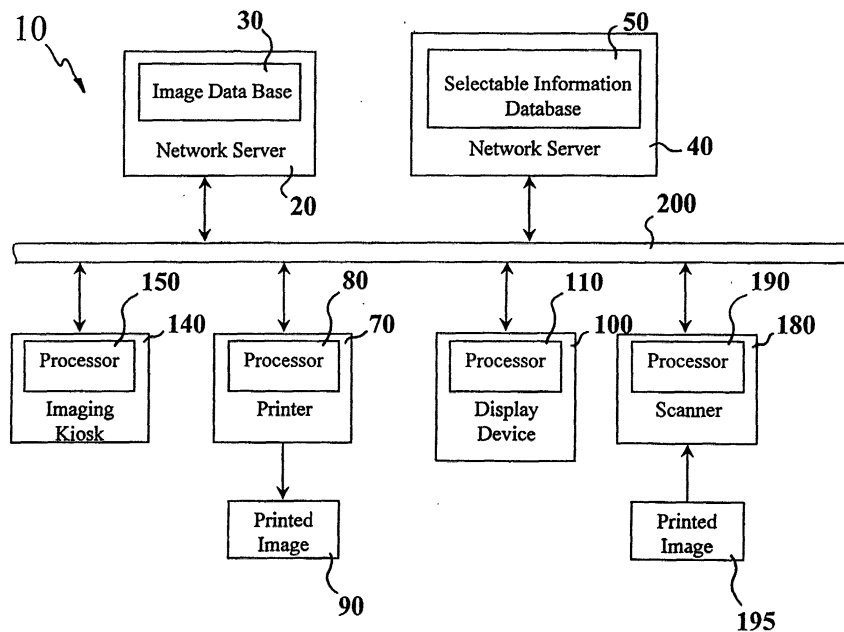 10
30
50
Image Data Base
Selectable Information
Database
Network Server
Network Server
40
20
200
150
80
110
190
140
70
100
180
Processor
Processor
Processor
Processor
Imaging
Kiosk
Printer
Display
Device
Scanner
Printed
Image
Printed
Image
90
195